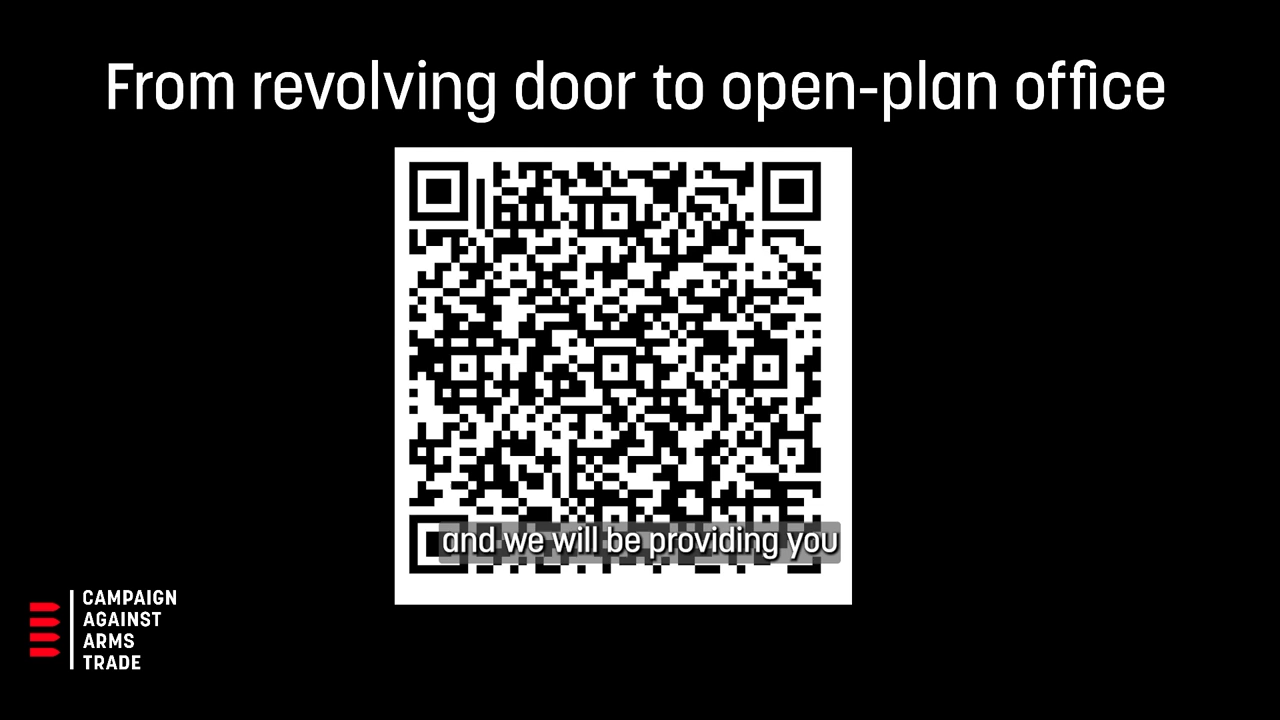 From revolving door to open-plan office
and we will be providing you
CAMPAIGN
AGAINST
ARMS
TRADE